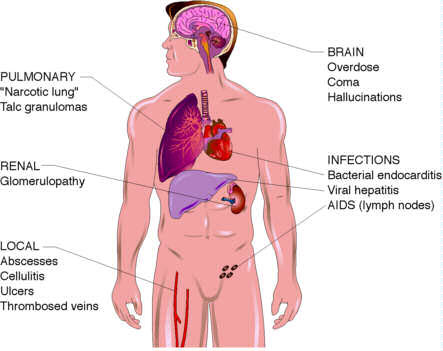 BRAIN
Overdose
Coma
Hallucinations
PULMONARY
"Narcotic lung"
Talc granulomas
RENAL
Glomerulopathy
INFECTIONS
Bacterial endocarditis
Viral hepatitis
AIDS (lymph nodes)
LOCAL
Abscesses
Cellulitis
Ulcers
Thrombosed veins